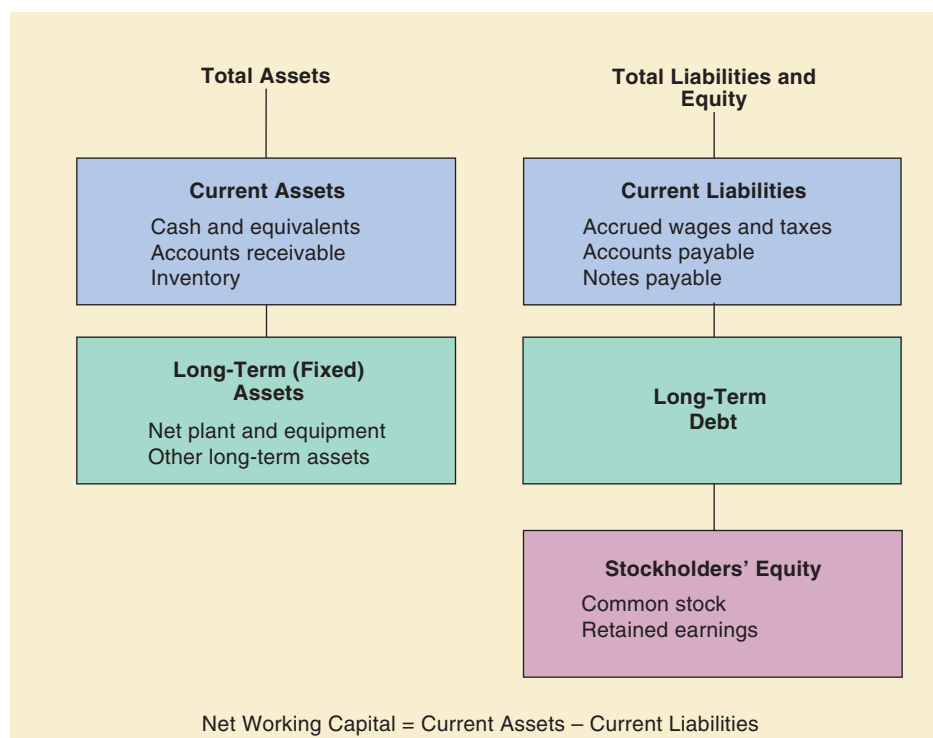 Total Assets
Current Assets
Cash and equivalents
Accounts receivable
Inventory
Long-Term (Fixed)
Assets
Net plant and equipment
Other long-term assets
Total Liabilities and
Equity
Current Liabilities
Accrued wages and taxes
Accounts payable
Notes payable
Long-Term
Debt
Stockholders’ Equity
Common stock
Retained earnings
Net Working Capital = Current Assets – Current Liabilities